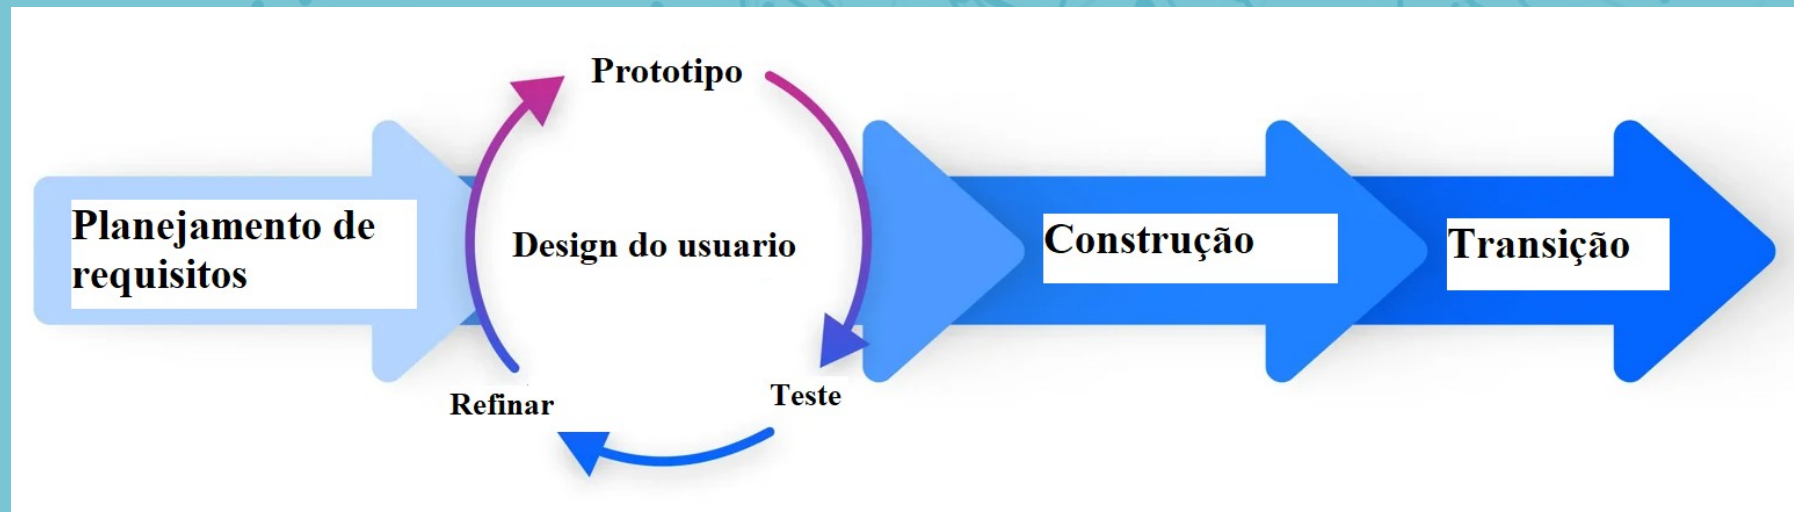 Prototipo
Planejamento de
requisitos
Design do usuario
Construção
Transição
Refinar
Teste